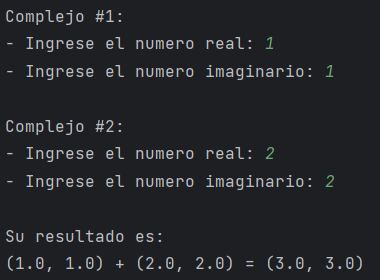 Complejo #1:
- Ingrese el numero real: 1
- Ingrese el numero imaginario: 1
Complejo #2:
- Ingrese el numero real: 2
- Ingrese el numero imaginario: 2
Su resultado es:
(1.0, 1.0) + (2.0, 2.0) = (3.0, 3.0)